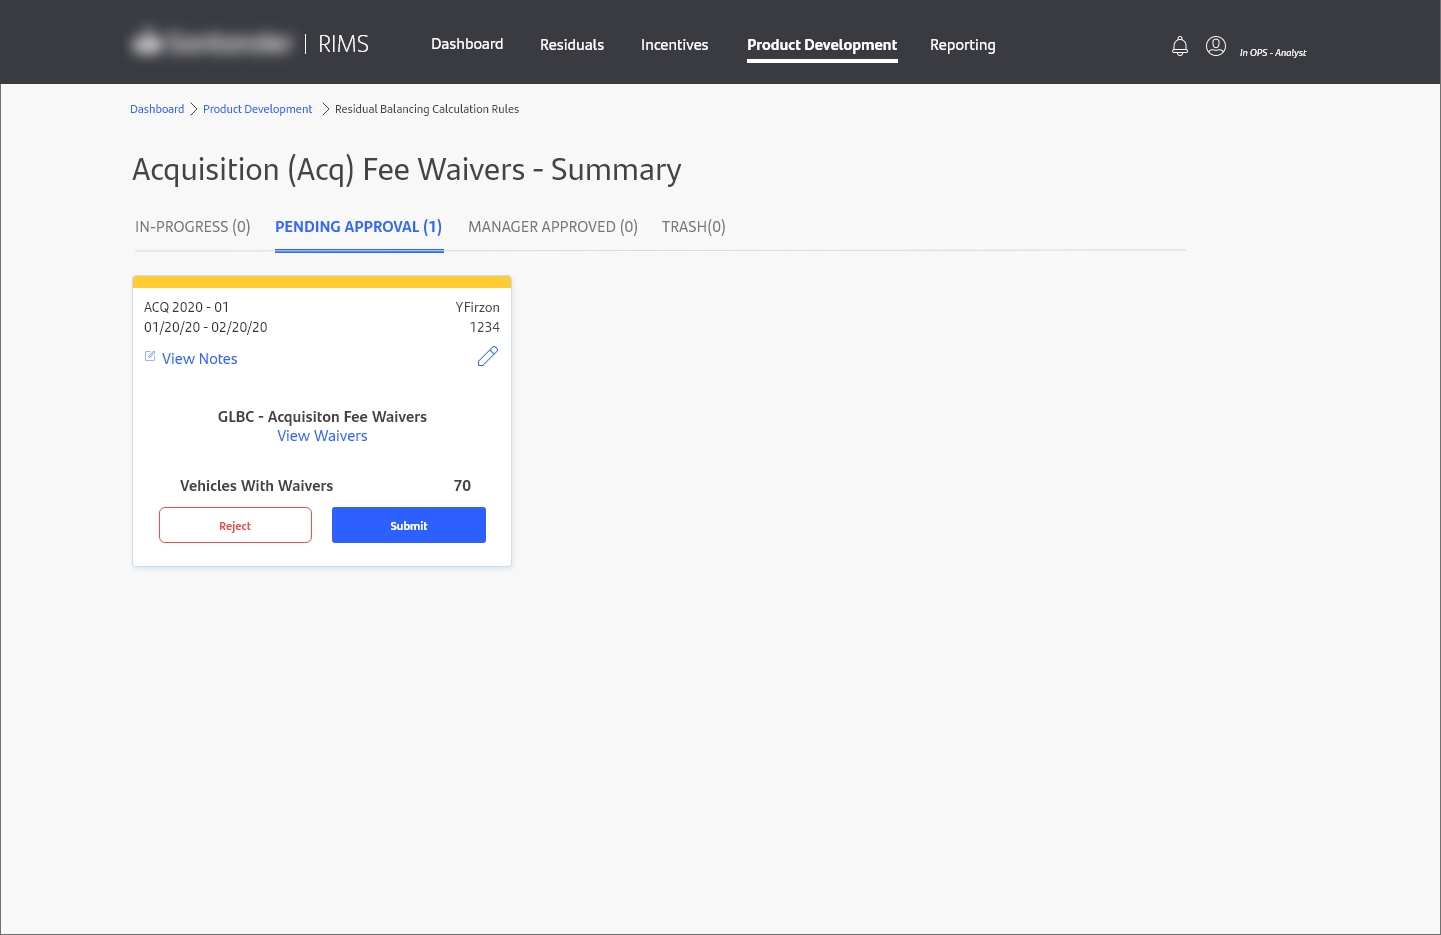 | RIMS
Dashboard Residuals Incentives Product Development Reporting
In OPS - Analyst
Dashboard > Product Development > Residual Balancing Calculation Rules
Acquisition (Acq) Fee Waivers - Summary
IN-PROGRESS (0) PENDING APPROVAL (1) MANAGER APPROVED (0) TRASH(0)
ACQ 2020 - 01 YFirzon
01/20/20 - 02/20/20 1234
View Notes
GLBC - Acquisiton Fee Waivers
View Waivers
Vehicles With Waivers 70
Reject Submit